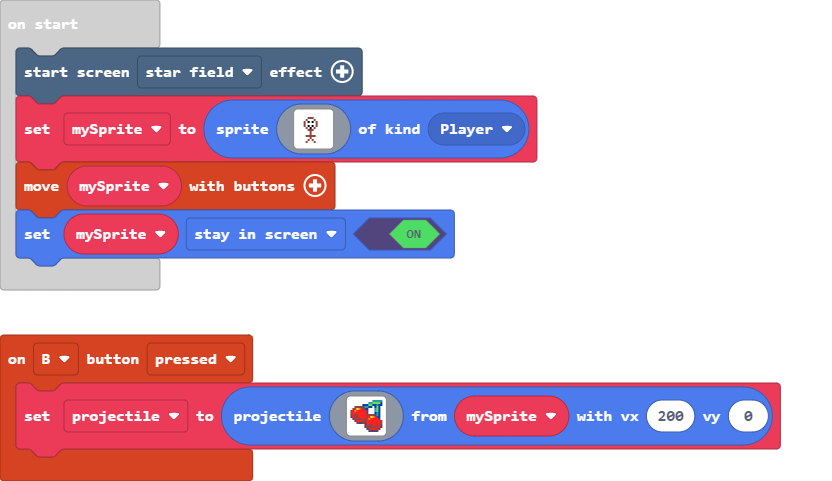 on start
start screen star field effect
set mySprite to sprite of kind Player
move mySprite with buttons
set mySprite stay in screen ON
on B button pressed
set projectile to projectile from mySprite with vx 200 vy 0